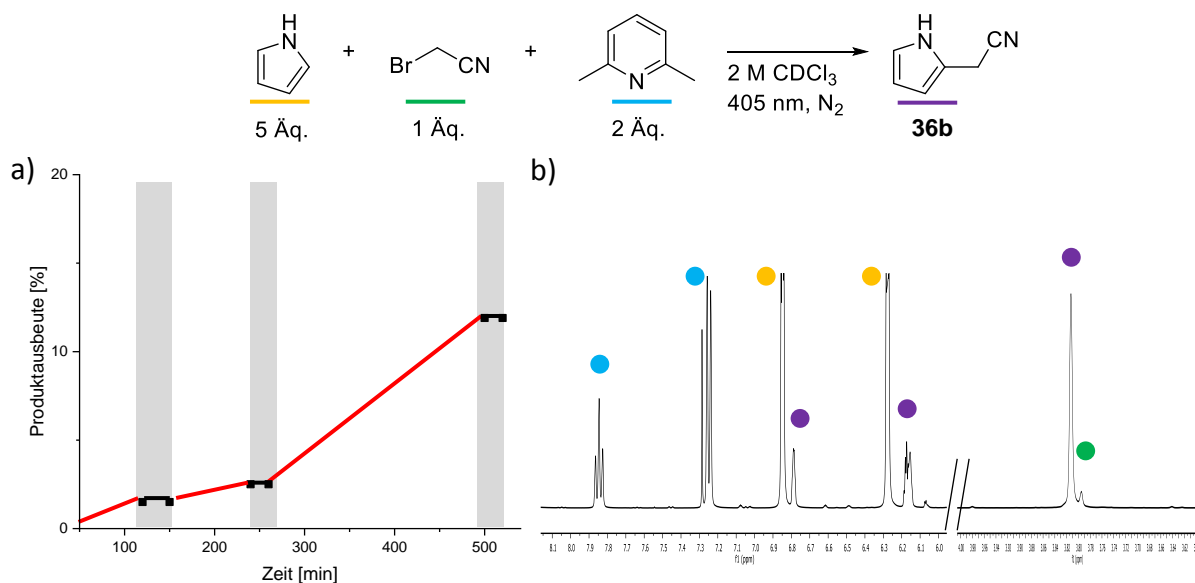 H
N
+
Br
CN
+
N
2 M CDCl3
405 nm, N2
H
N
CN
5 Äq.
1 Äq.
2 Äq.
36b
a)
b)
20
10
0
100
200
300
400
500
Produktausbeute [%]
Zeit [min]
8.1 8.0 7.9 7.8 7.7 7.6 7.5 7.4 7.3 7.2 7.1 7.0 6.9 6.8 6.7 6.6 6.5 6.4 6.3 6.2 6.1 6.0
f1 (ppm)